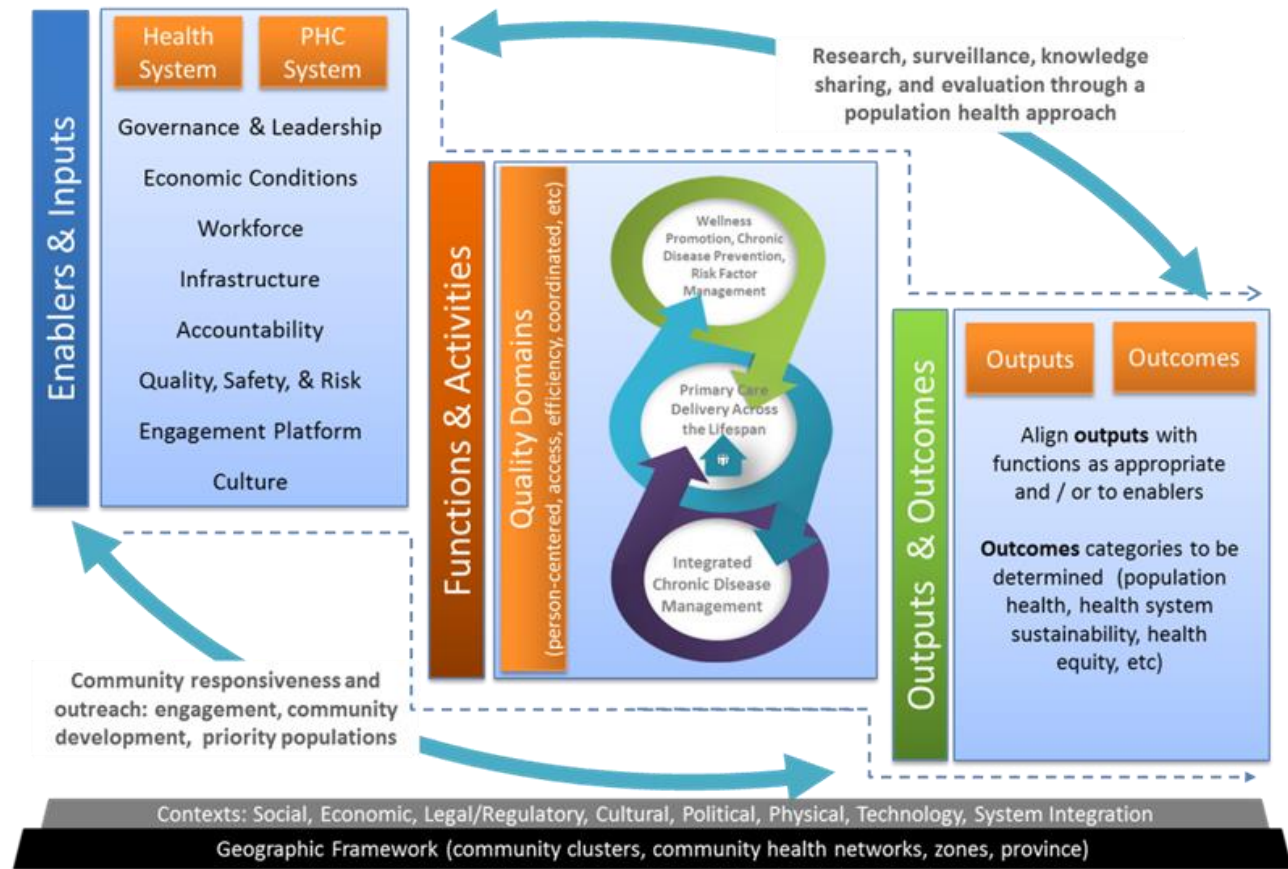 Enablers & Inputs
Health
System
PHC
System
Governance & Leadership
Economic Conditions
Workforce
Infrastructure
Accountability
Quality, Safety, & Risk
Engagement Platform
Culture
Research, surveillance, knowledge
sharing, and evaluation through a
population health approach
Functions & Activities
Quality Domains
(person-centered, access, efficiency, coordinated, etc)
Wellness
Promotion, Chronic
Disease Prevention,
Risk Factor
Management
Primary Care
Delivery Across
the Lifespan
Integrated
Chronic Disease
Management
Outputs & Outcomes
Outputs
Outcomes
Align outputs with
functions as appropriate
and / or to enablers
Outcomes categories to be
determined (population
health, health system
sustainability, health
equity, etc)
Community responsiveness and
outreach: engagement, community
development, priority populations
Contexts: Social, Economic, Legal/Regulatory, Cultural, Political, Physical, Technology, System Integration
Geographic Framework (community clusters, community health networks, zones, province)